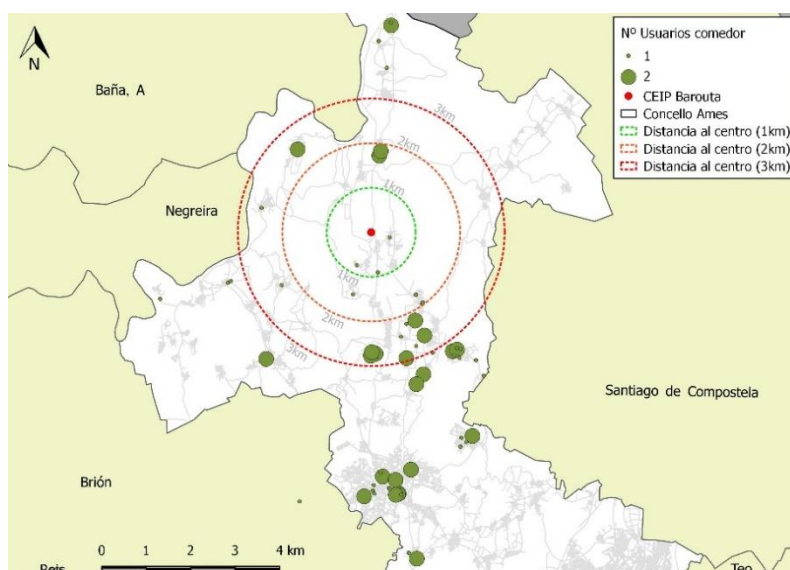 Nº Usuarios comedor
1
2
CEIP Barouta
Concello Ames
Distancia al centro (1km)
Distancia al centro (2km)
Distancia al centro (3km)
N
Baña, A
3km
2km
1km
Negreira
1km
2km
3km
Santiago de Compostela
Brión
0 1 2 3 4 km
Teo